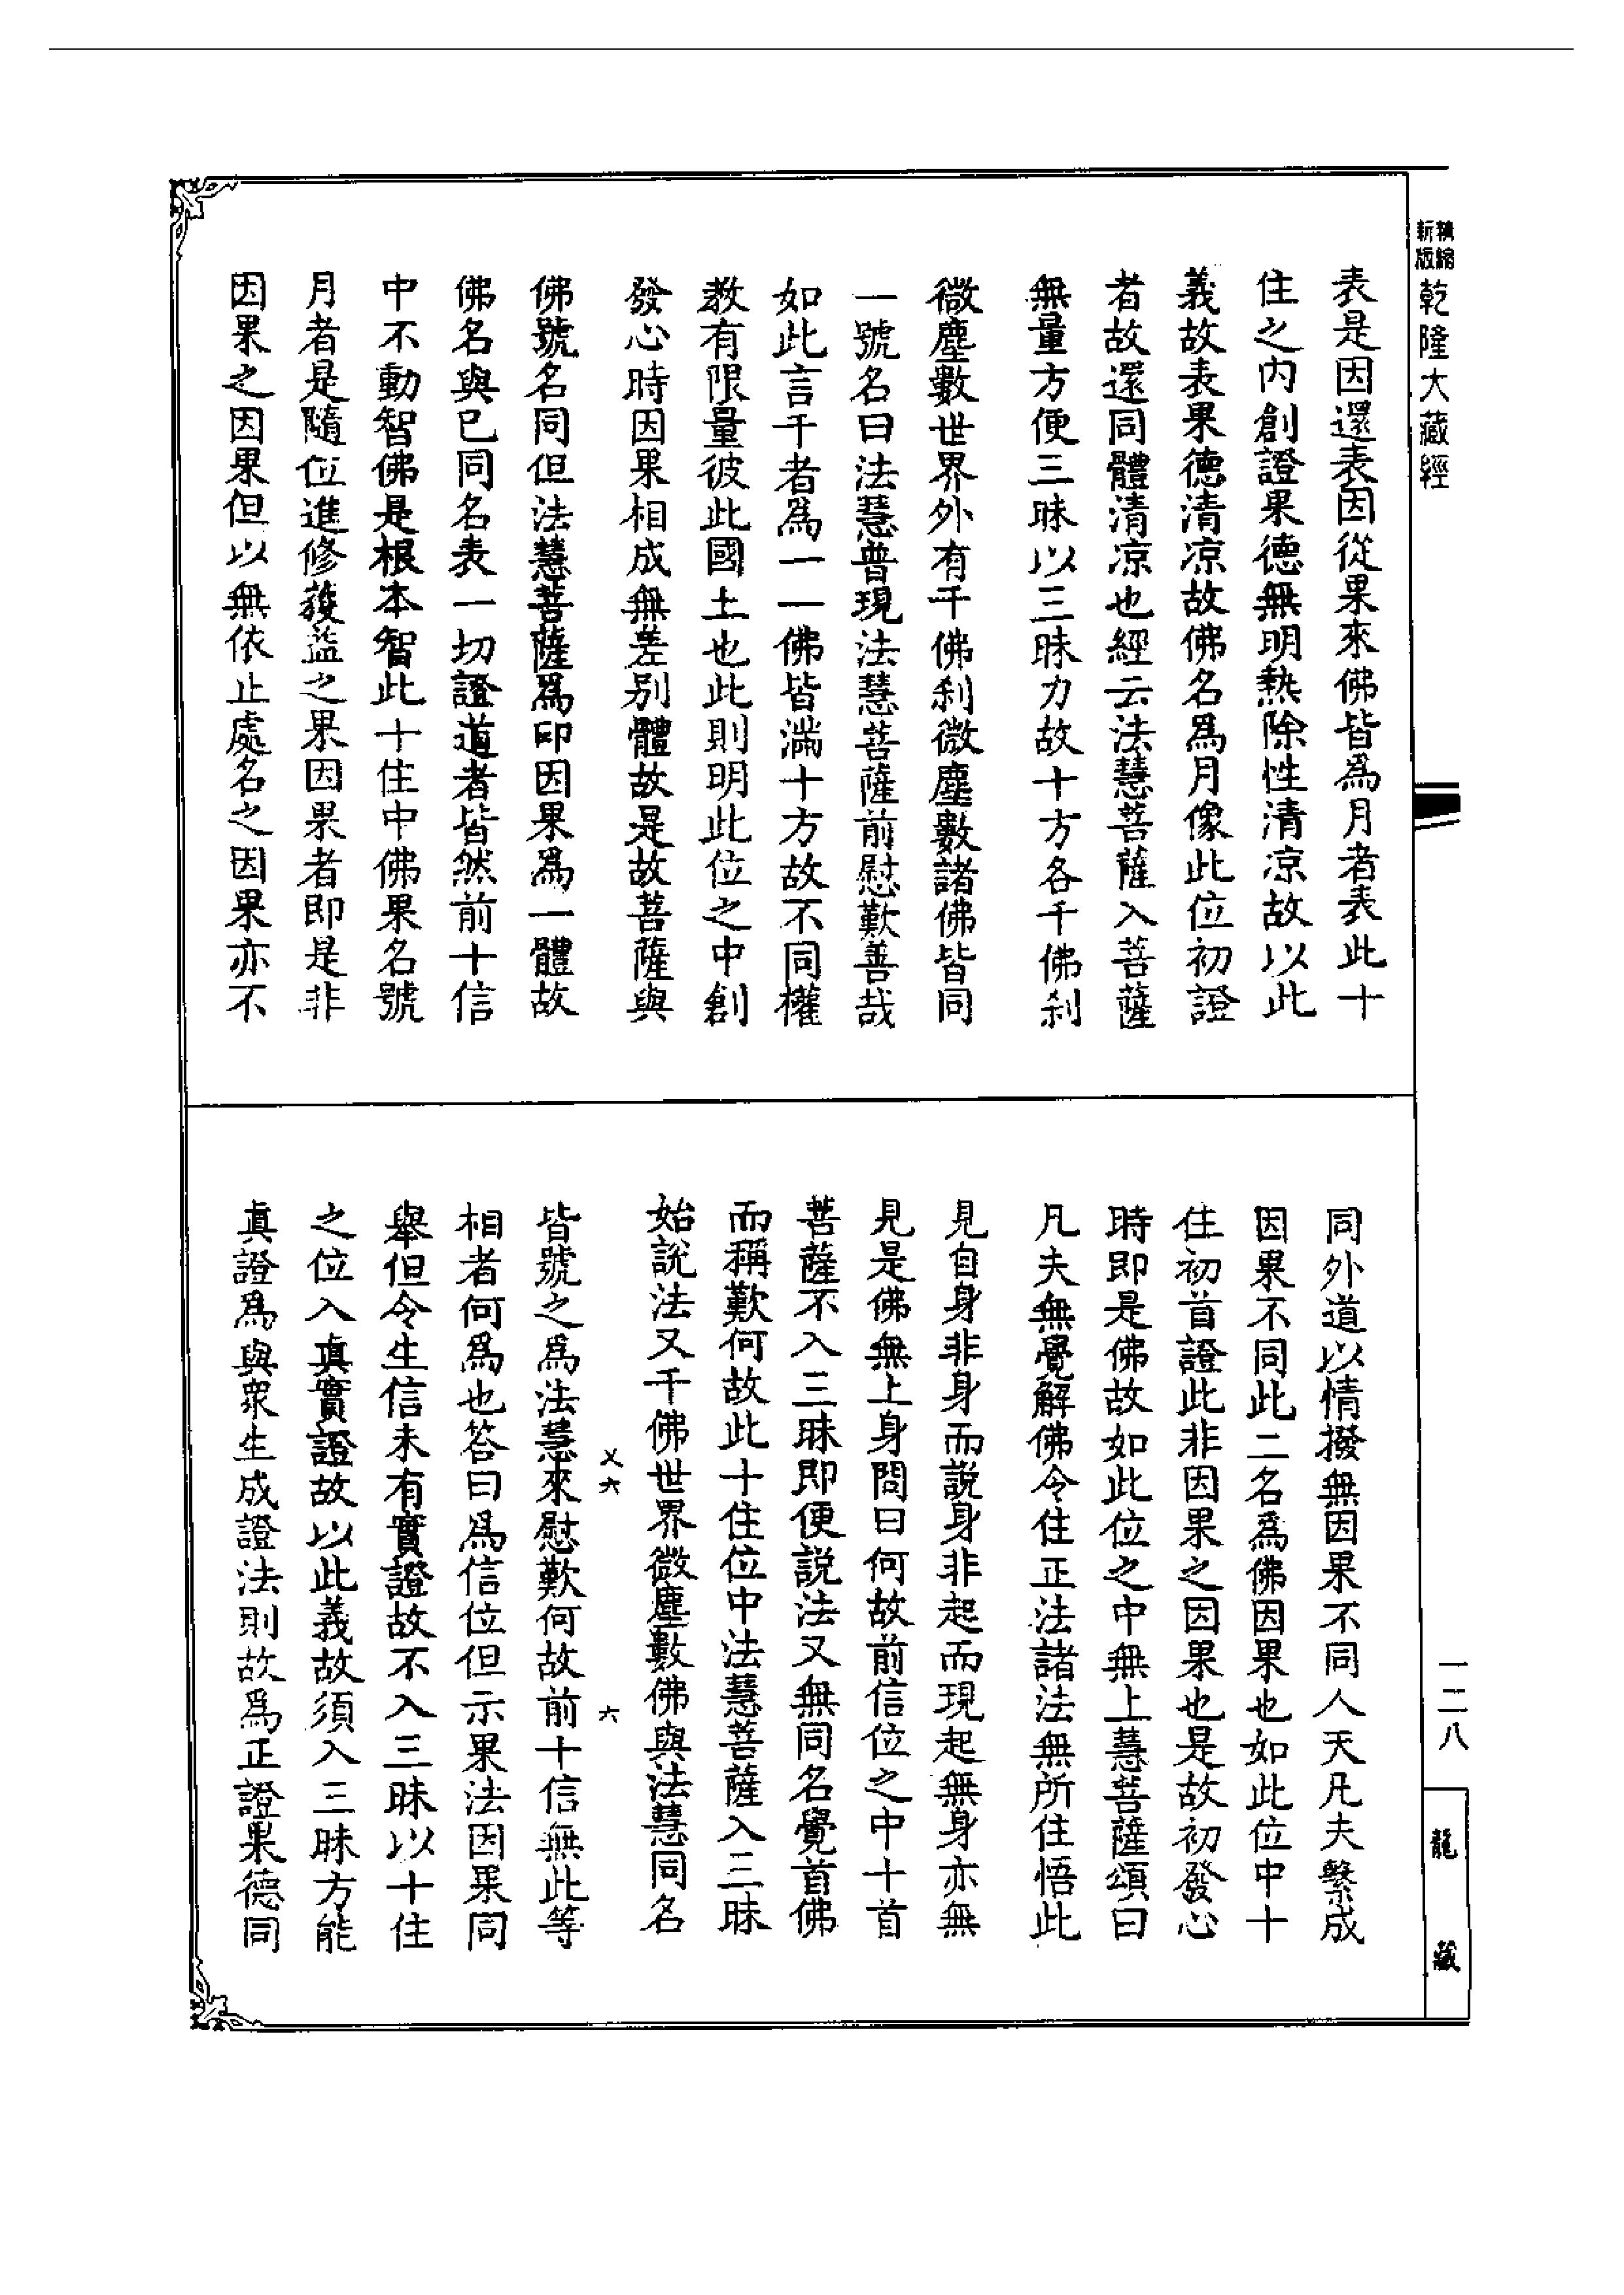 精縮
新版
乾隆大藏經
表是因還表因從果來佛皆爲月者表此十
住之內創證果德無明熱除性清凉故以此
義故表果德清凉故佛名爲月像此位初證
者故還同體清凉也經云法慧菩薩入菩薩
無量方便三昧以三昧力故十方各千佛刹
微塵數世界外有千佛刹微塵數諸佛皆同
一號名曰法慧普現法慧菩薩前慰歎善哉
如此言千者爲一一佛皆滿十方故不同權
教有限量彼此國土也此則明此位之中創
發心時因果相成無差别體故是故菩薩與
佛號名同但法慧菩薩爲印因果爲一體故
佛名與已同名表一切證道者皆然前十信
中不動智佛是根本智此十住中佛果名號
月者是隨位進修獲益之果因果者即是非
因果之因果但以無依止處名之因果亦不
同外道以情撥無因果不同人天凡夫繫成
因果不同此二名爲佛因果也如此位中十
住初首證此非因果之因果也是故初發心
時即是佛故如此位之中無上慧菩薩頌曰
凡夫無覺解佛令住正法諸法無所住悟此
見自身非身而説身非起而現起無身亦無
見是佛無上身問曰何故前信位之中十首
菩薩不入三昧即便説法又無同名覺首佛
而稱歎何故此十住位中法慧菩薩入三昧
始說法又千佛世界微塵數佛與法慧同名
皆號之爲法慧來慰歎何故前十信無此等
相者何爲也答曰爲信位但示果法因果同
舉但令生信未有實證故不入三昧以十住
之位入真實證故以此義故須入三昧方能
眞證爲與衆生成證法則故爲正證果德同
乂六
六
一二八
龍藏